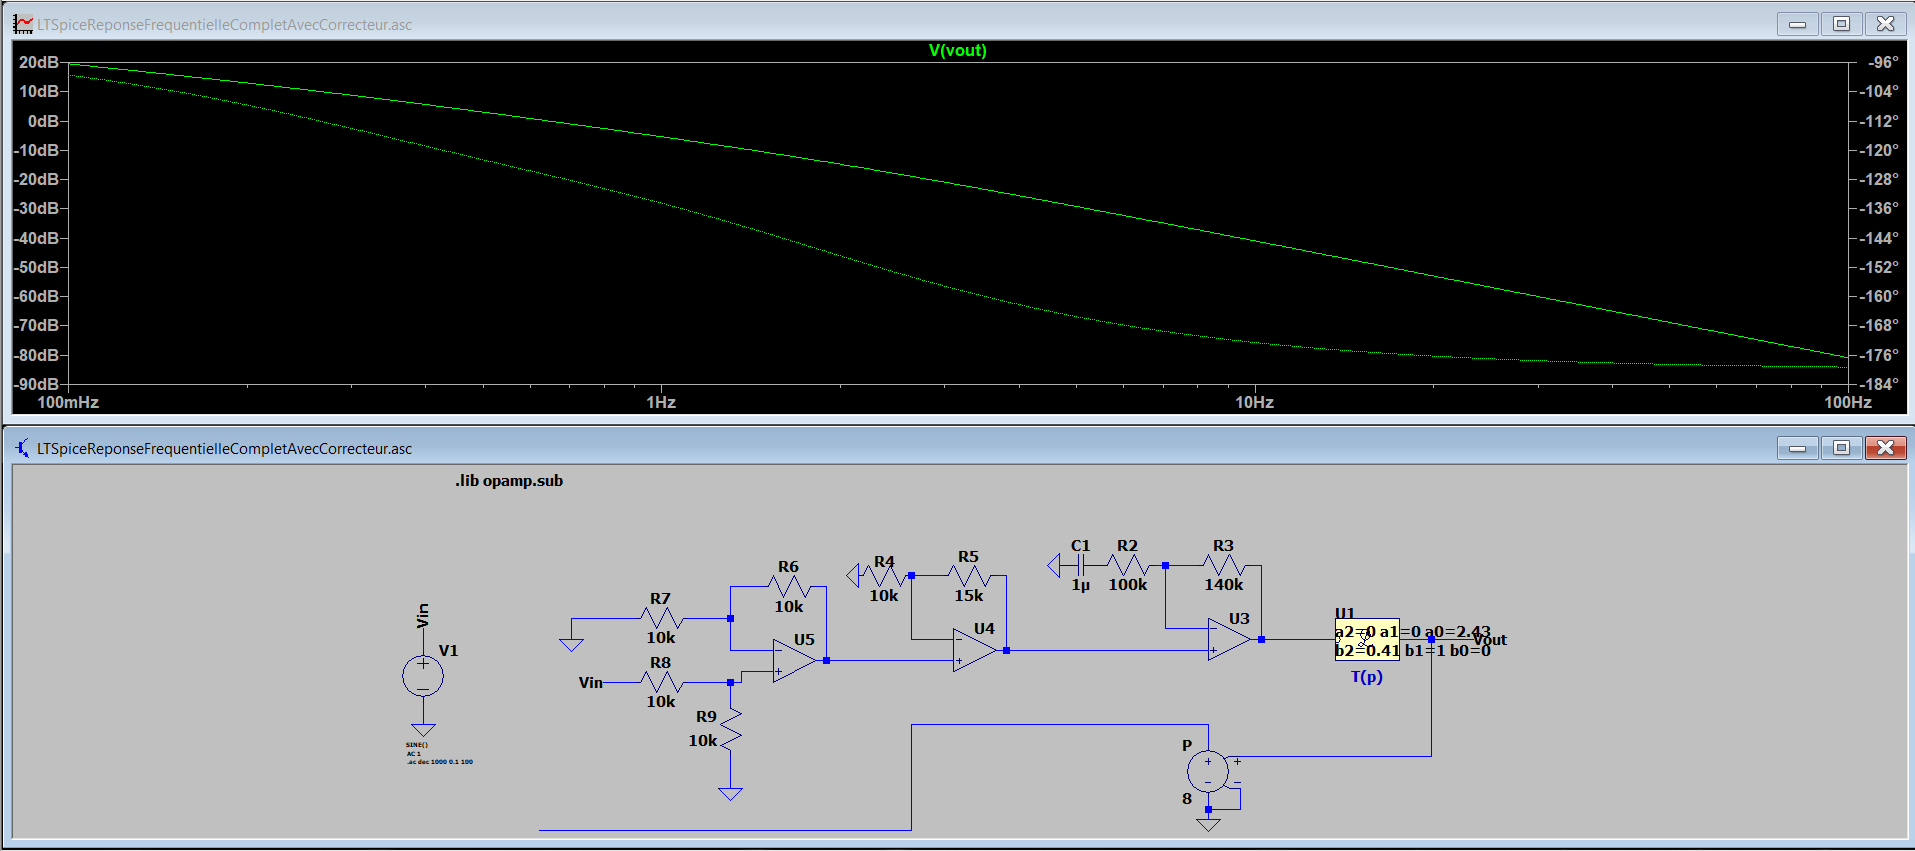 LTSpiceReponseFrequentielleCompletAvecCorrecteur.asc
V(vout)
20dB
10dB
0dB
-10dB
-20dB
-30dB
-40dB
-50dB
-60dB
-70dB
-80dB
-90dB
-96°
-104°
-112°
-120°
-128°
-136°
-144°
-152°
-160°
-168°
-176°
-184°
100mHz 1Hz 10Hz 100Hz
LTSpiceReponseFrequentielleCompletAvecCorrecteur.asc
.lib opamp.sub
Vin
V1
SINE()
AC 1
.ac dec 1000 0.1 100
R7
10k
R6
10k
U5
R8
Vin
10k
R9
10k
R4
10k
R5
15k
U4
C1
1µ
R2
100k
R3
140k
U3
U1
a2=0 a1=0 a0=2.43
Vout
b2=0.41 b1=1 b0=0
T(p)
P
8